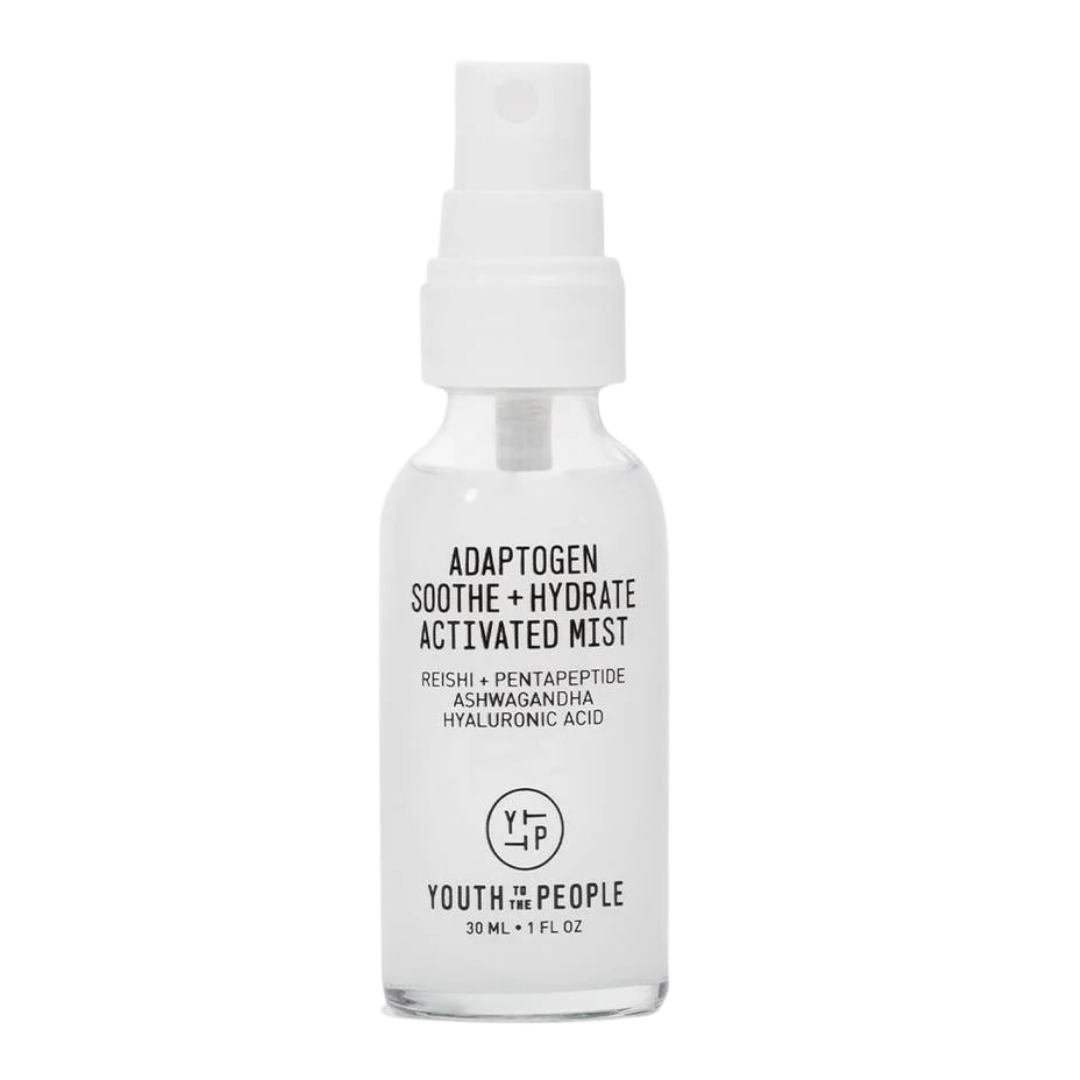 ADAPTOGEN
SOOTHE + HYDRATE
ACTIVATED MIST
REISHI + PENTAPEPTIDE
ASHWAGANDHA
HYALURONIC ACID
YTTP
YOUTH TO THE PEOPLE
30 ML • 1 FL OZ